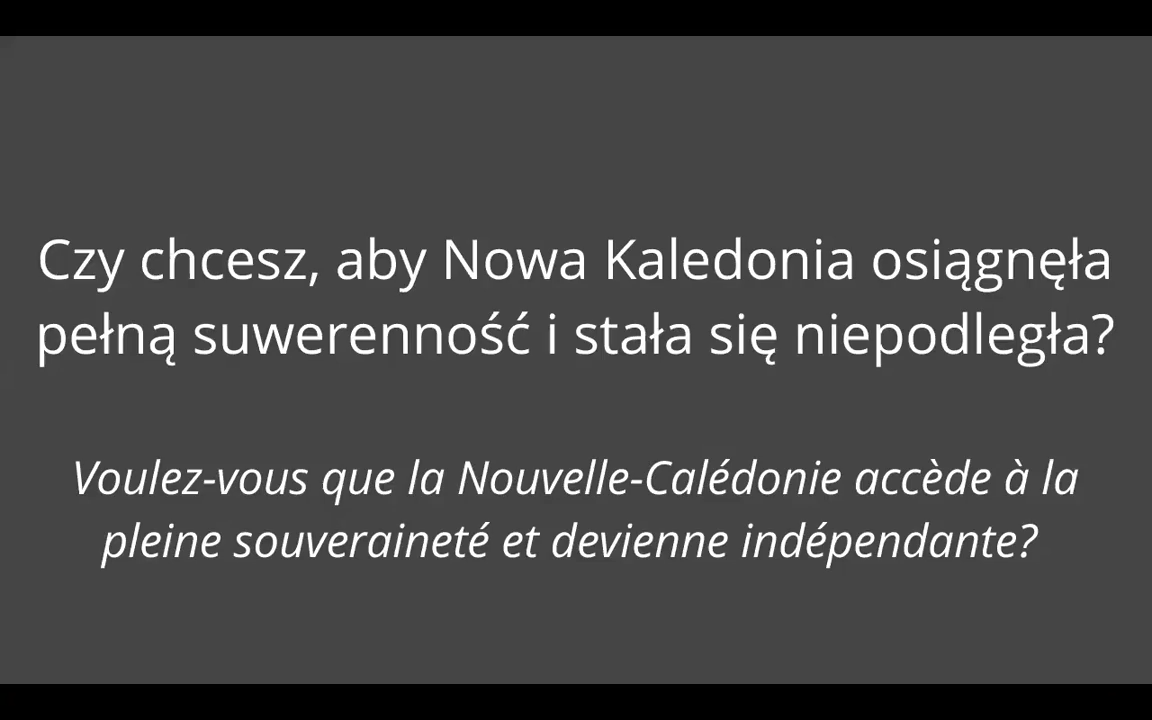 Czy chcesz, aby Nowa Kaledonia osiągnęła
pełną suwerenność i stała się niepodległa?
Voulez-vous que la Nouvelle-Calédonie accède à la
pleine souveraineté et devienne indépendante?